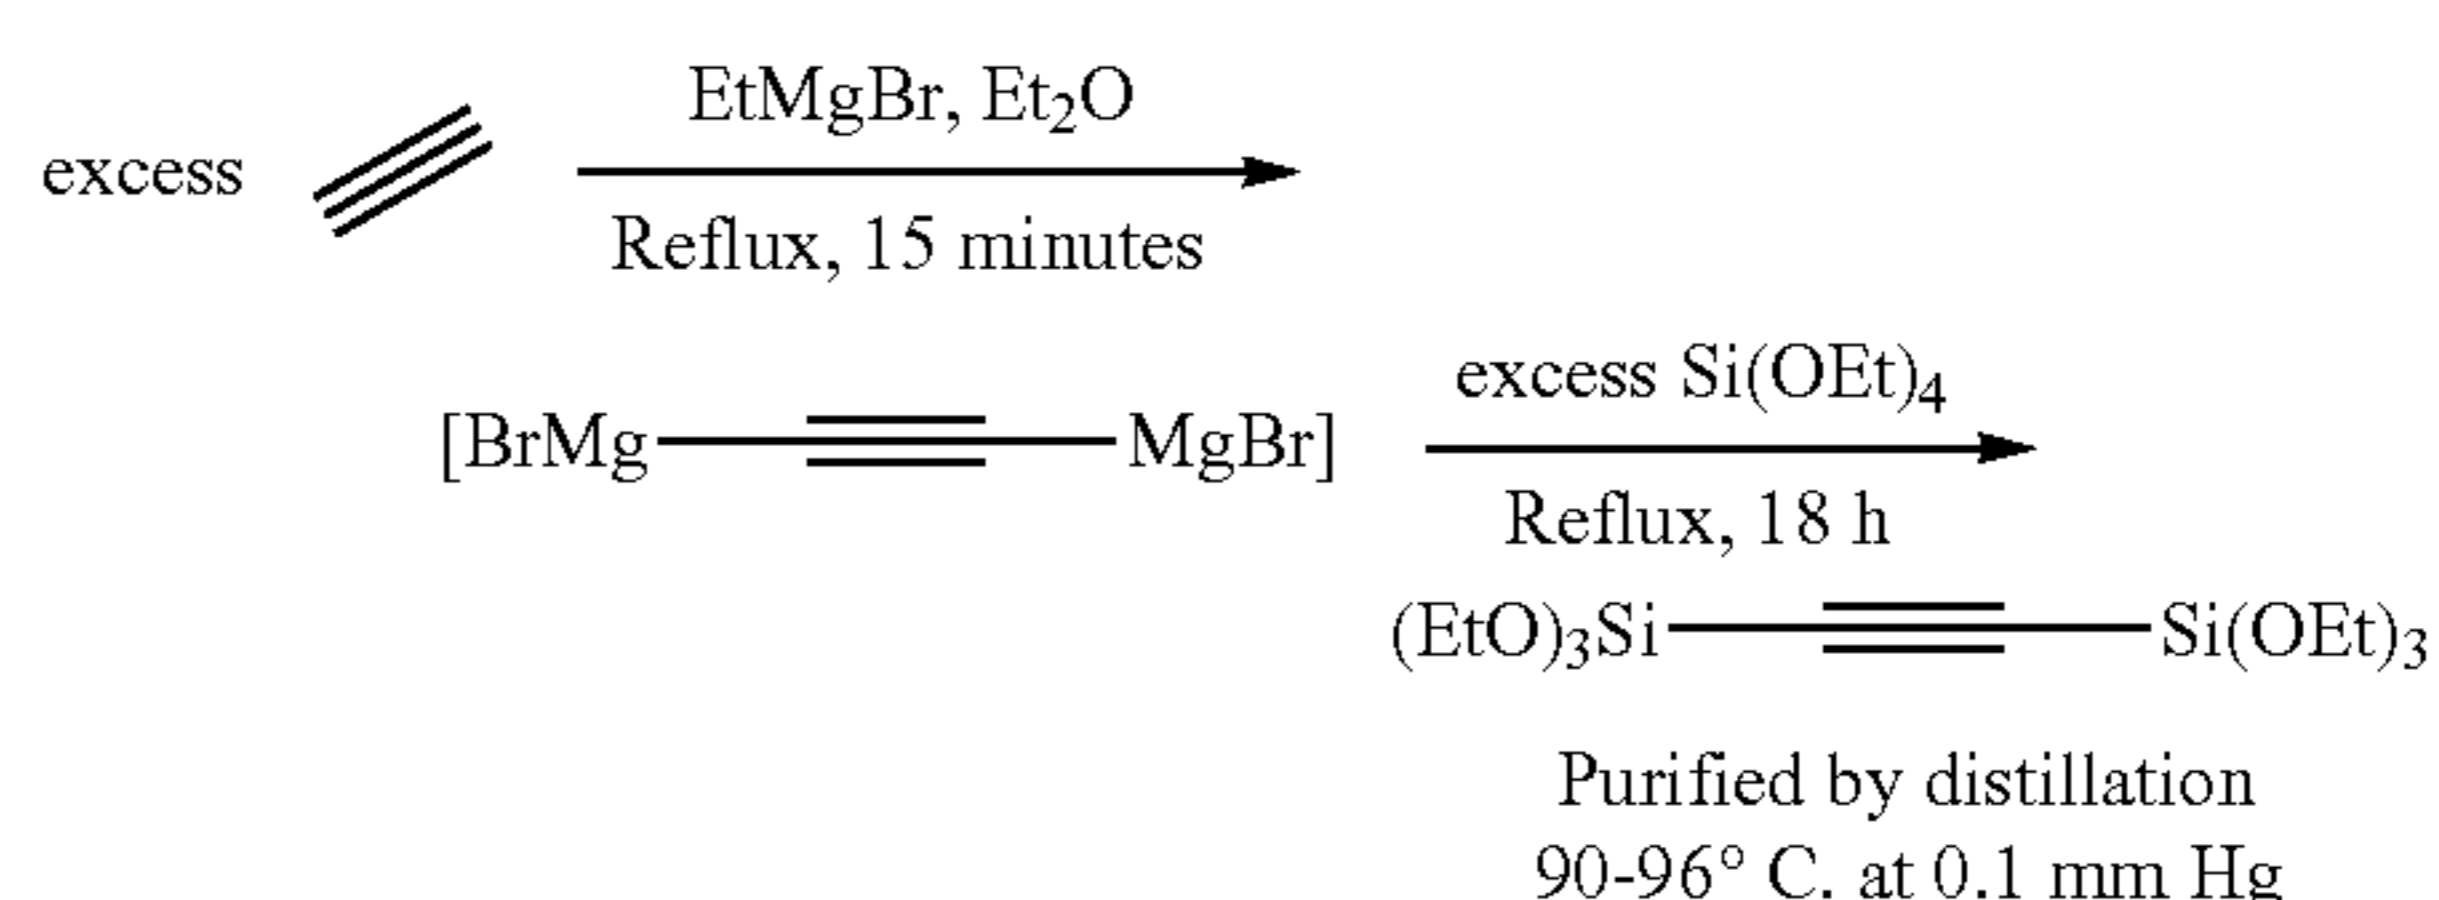 EtMgBr, Et₂O
excess
Reflux, 15 minutes
excess Si(OEt)₄
[BrMg MgBr]
Reflux, 18 h
(EtO)₃Si Si(OEt)₃
Purified by distillation
90-96° C. at 0.1 mm Hg